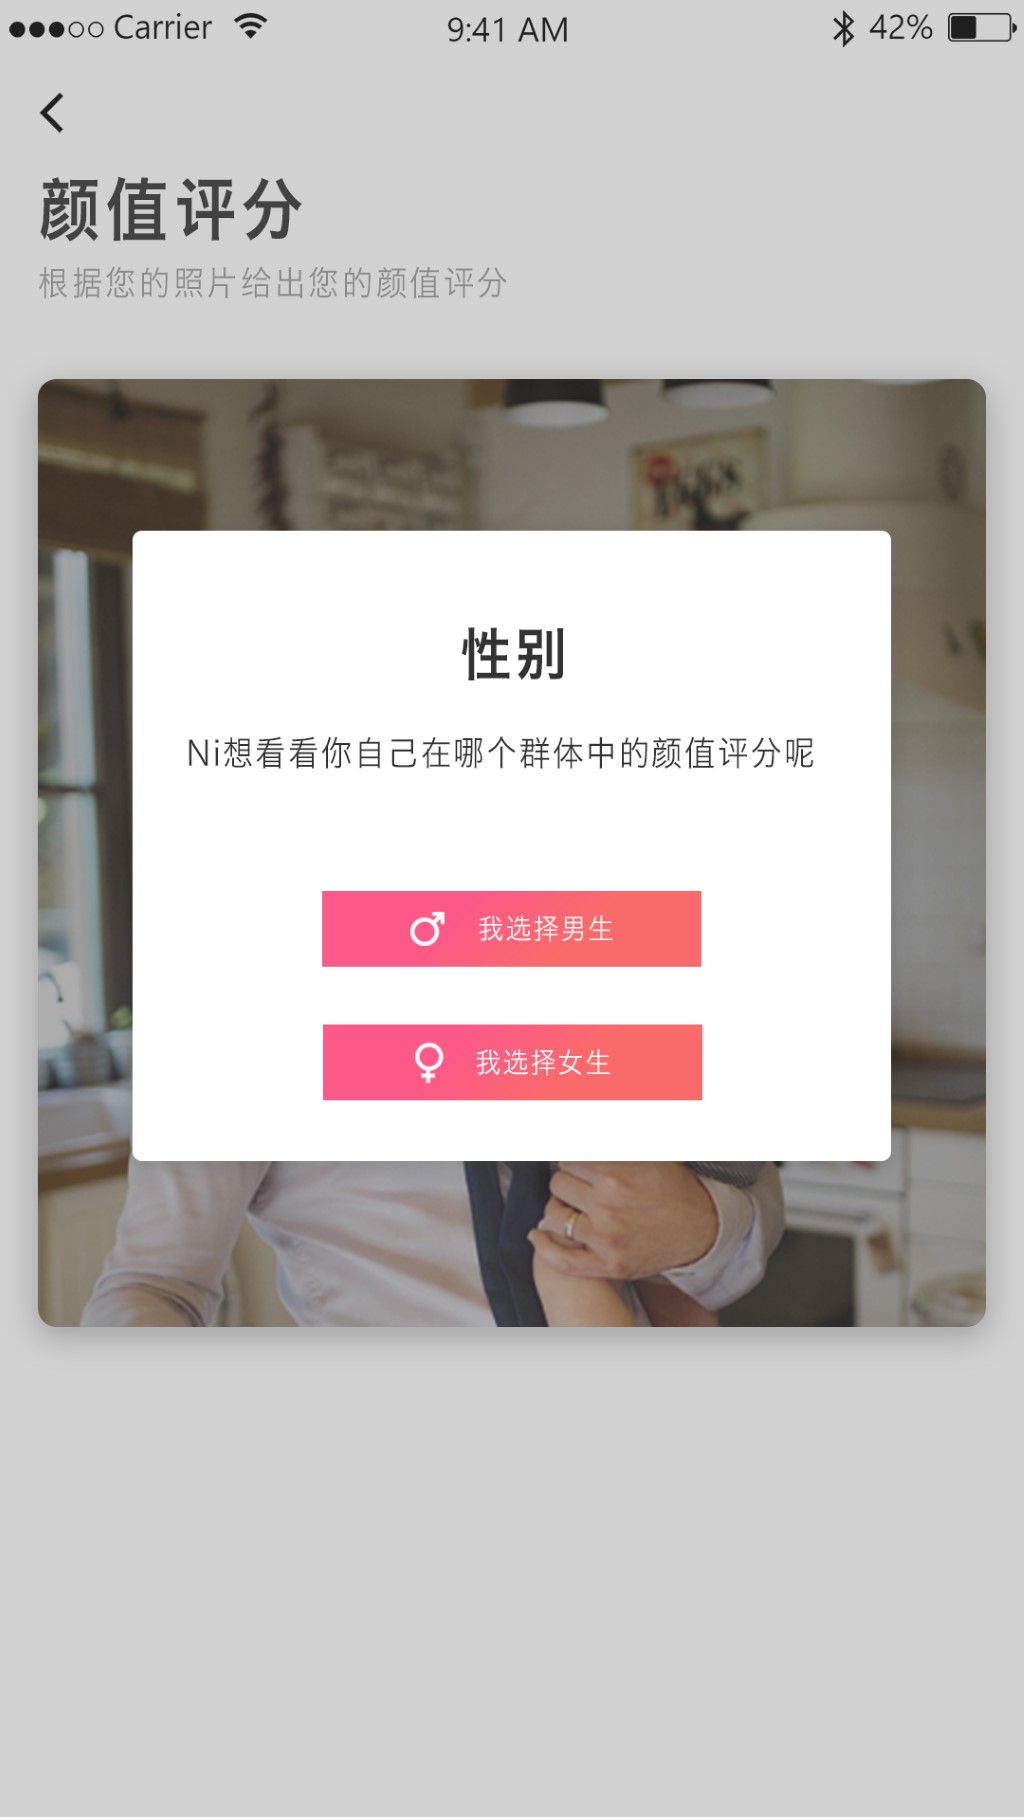 Carrier 9:41 AM 42%
颜值评分
根据您的照片给出您的颜值评分
性别
Ni想看看你自己在哪个群体中的颜值评分呢
我选择男生
我选择女生